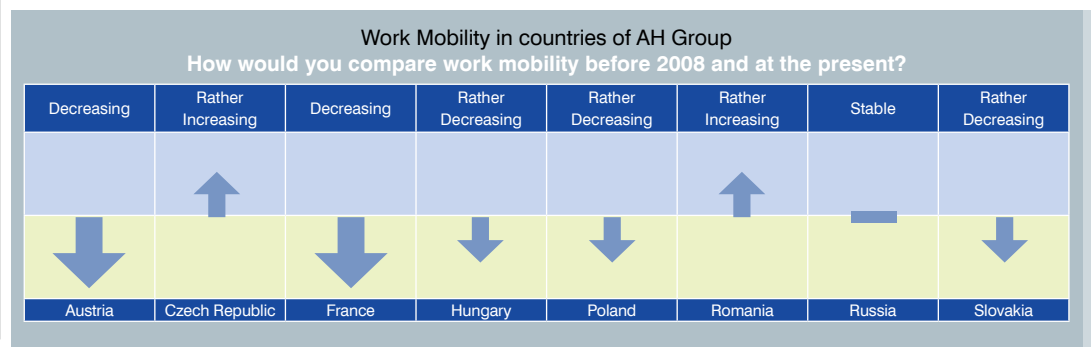 Work Mobility in countries of AH Group
How would you compare work mobility before 2008 and at the present?
Decreasing
Rather
Increasing
Decreasing
Rather
Decreasing
Rather
Decreasing
Rather
Increasing
Stable
Rather
Decreasing
Austria
Czech Republic
France
Hungary
Poland
Romania
Russia
Slovakia